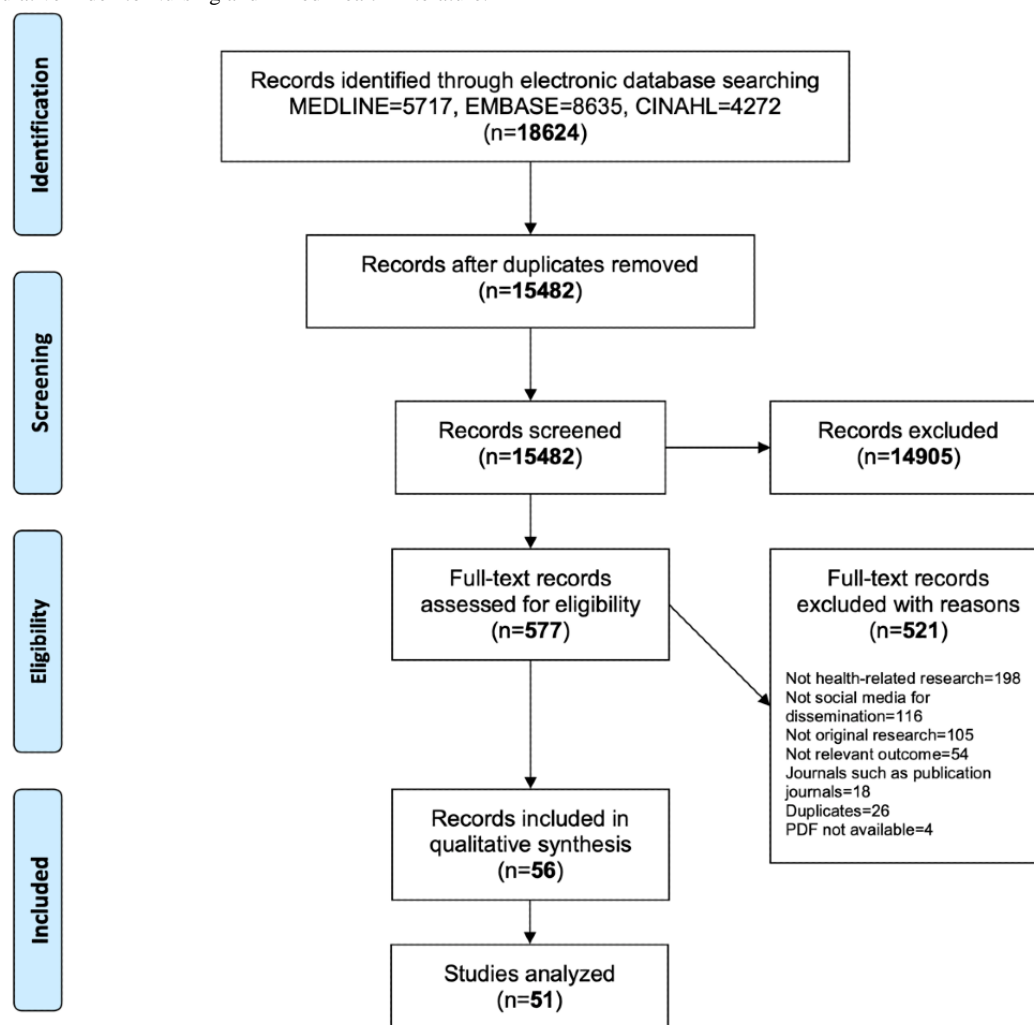 Identification
Records identified through electronic database searching
MEDLINE=5717, EMBASE=8635, CINAHL=4272
(n=18624)
Records after duplicates removed
(n=15482)
Screening
Records screened
(n=15482)
Records excluded
(n=14905)
Eligibility
Full-text records
assessed for eligibility
(n=577)
Full-text records
excluded with reasons
(n=521)
Not health-related research=198
Not social media for
dissemination=116
Not original research=105
Not relevant outcome=54
Journals such as publication
journals=18
Duplicates=26
PDF not available=4
Included
Records included in
qualitative synthesis
(n=56)
Studies analyzed
(n=51)